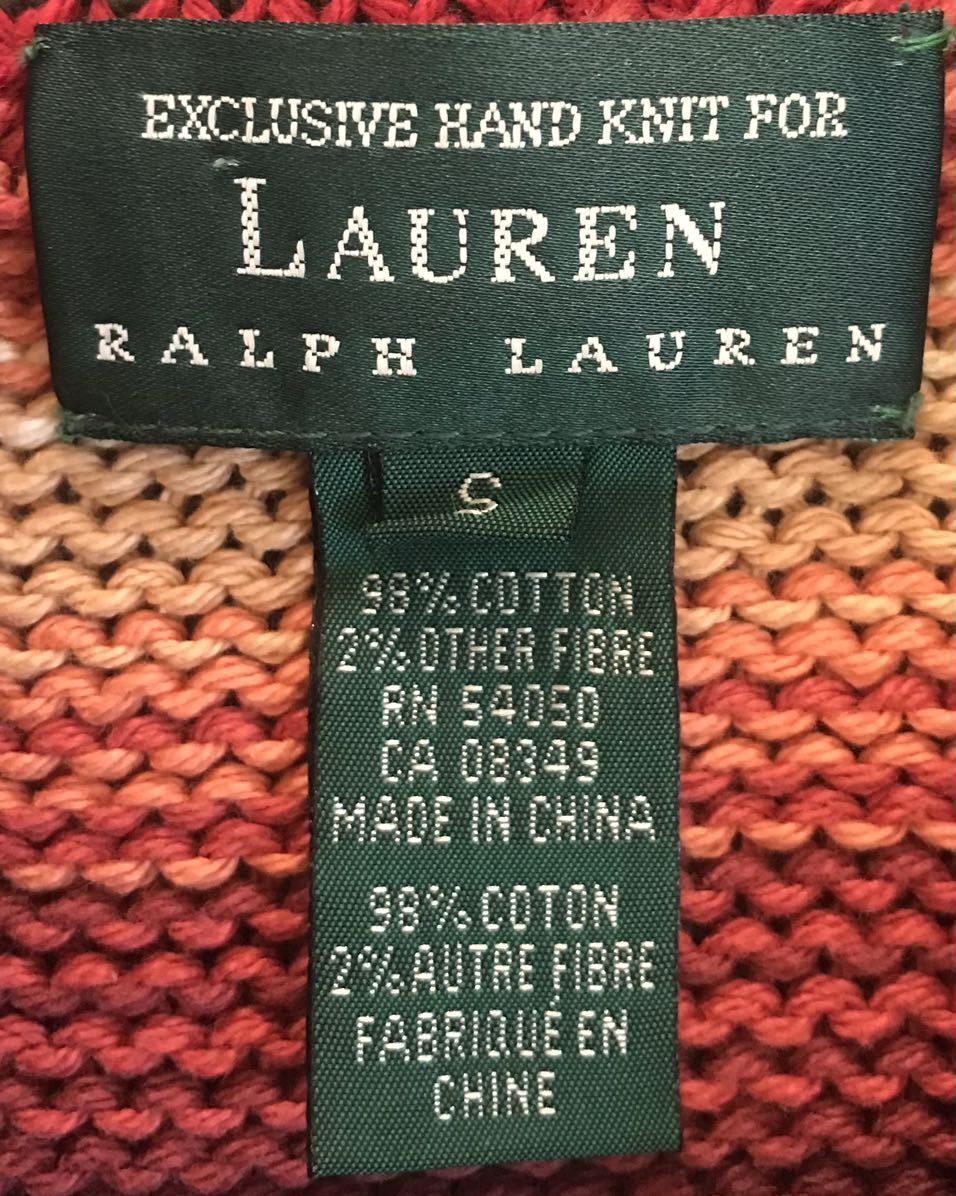 EXCLUSIVE HAND KNIT FOR
LAUREN
RALPH LAUREN
S
98% COTTON
2% OTHER FIBRE
RN 54050
CA 08349
MADE IN CHINA
98% COTON
2% AUTRE FIBRE
FABRIQUÉ EN
CHINE